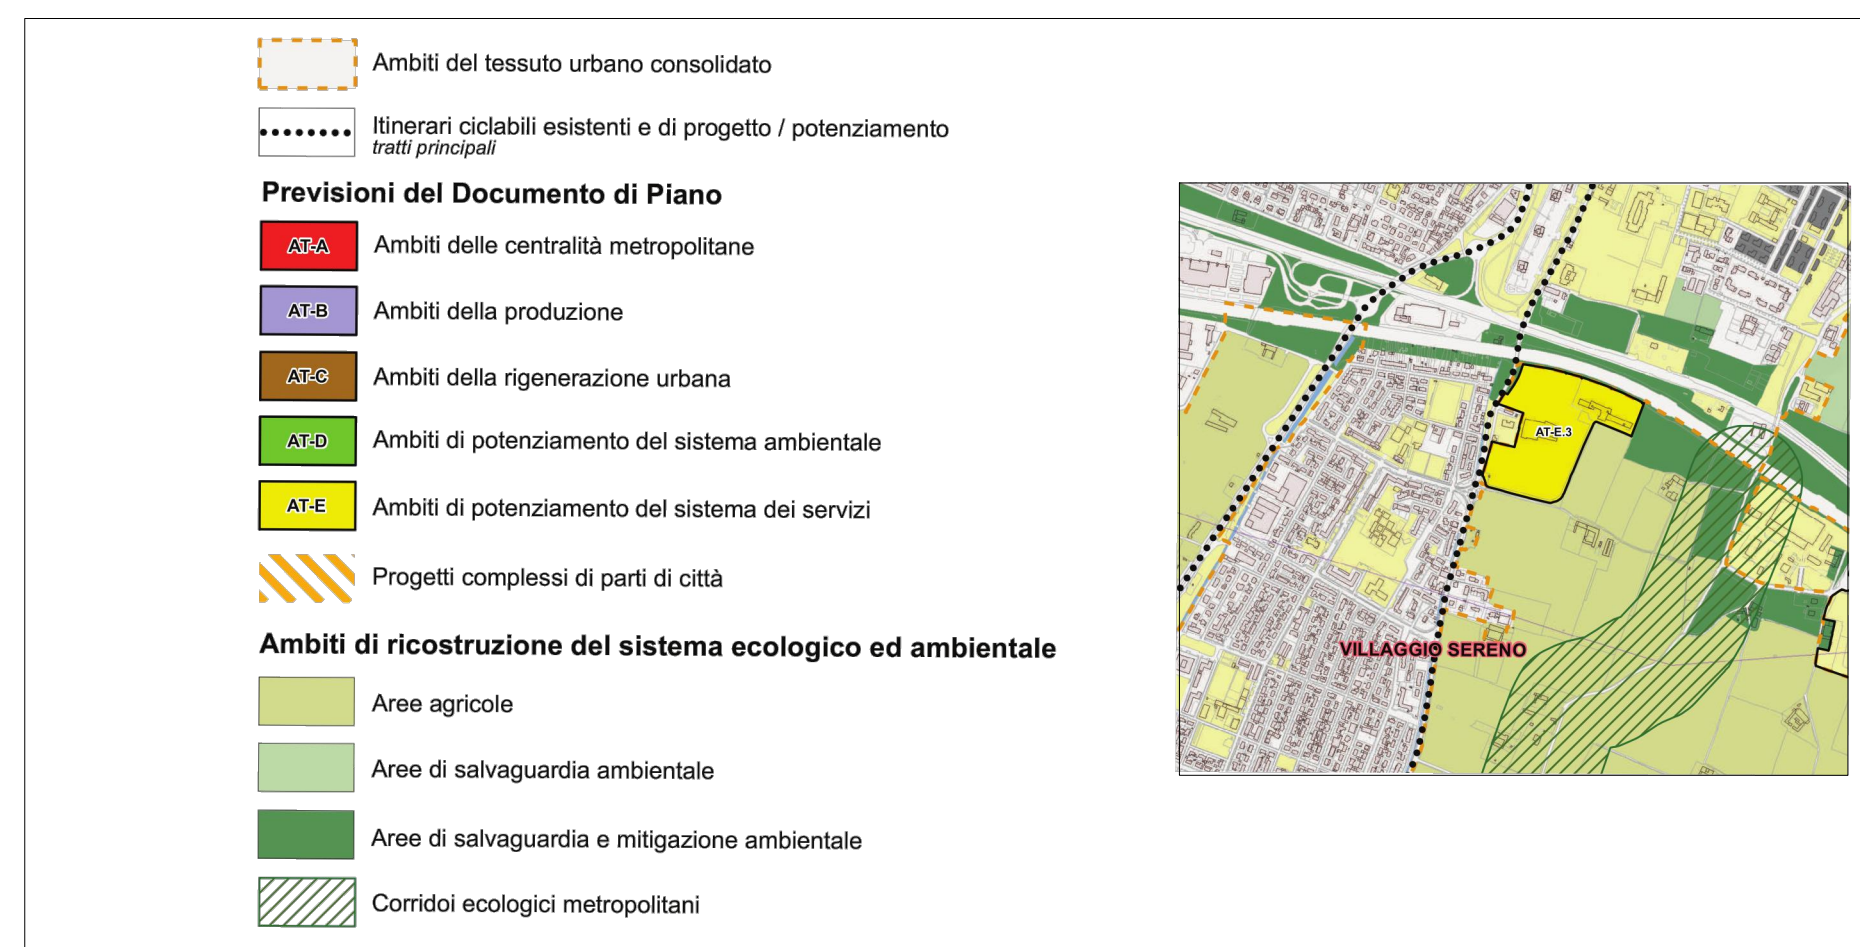 Ambiti del tessuto urbano consolidato
Itinerari ciclabili esistenti e di progetto / potenziamento
tratti principali
Previsioni del Documento di Piano
AT-A Ambiti delle centralità metropolitane
AT-B Ambiti della produzione
AT-C Ambiti della rigenerazione urbana
AT-D Ambiti di potenziamento del sistema ambientale
AT-E Ambiti di potenziamento del sistema dei servizi
Progetti complessi di parti di città
Ambiti di ricostruzione del sistema ecologico ed ambientale
Aree agricole
Aree di salvaguardia ambientale
Aree di salvaguardia e mitigazione ambientale
Corridoi ecologici metropolitani
AT-E.3
VILLAGGIO SERENO